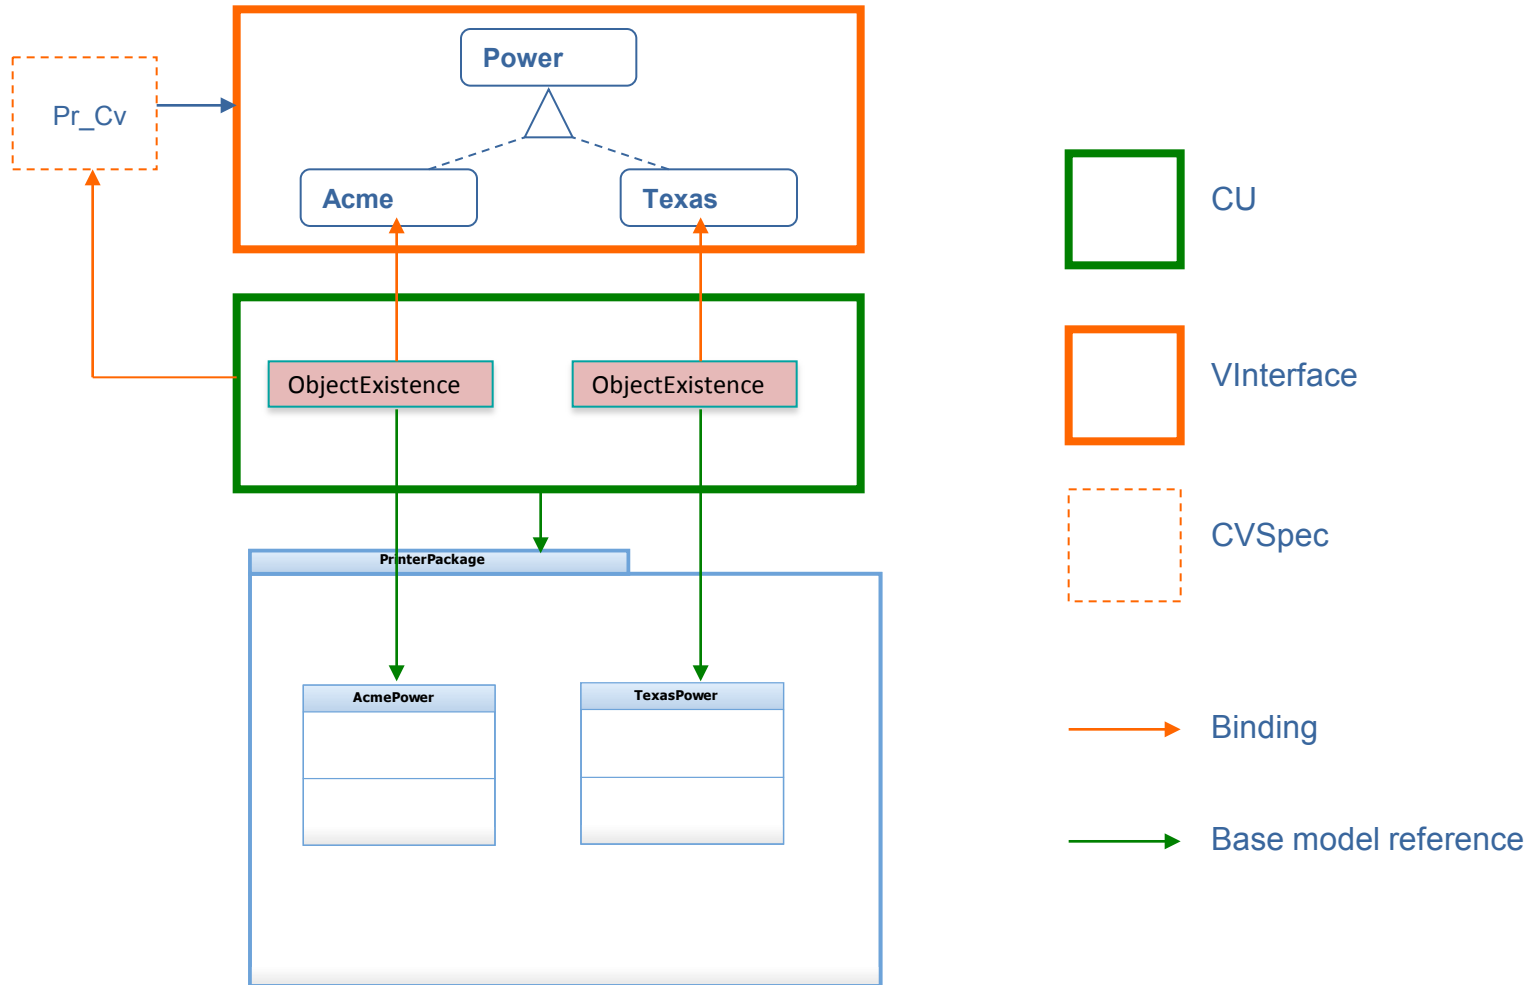 Power
Pr_Cv
Acme
Texas
ObjectExistence
ObjectExistence
PrinterPackage
AcmePower
TexasPower
CU
VInterface
CVSpec
Binding
Base model reference